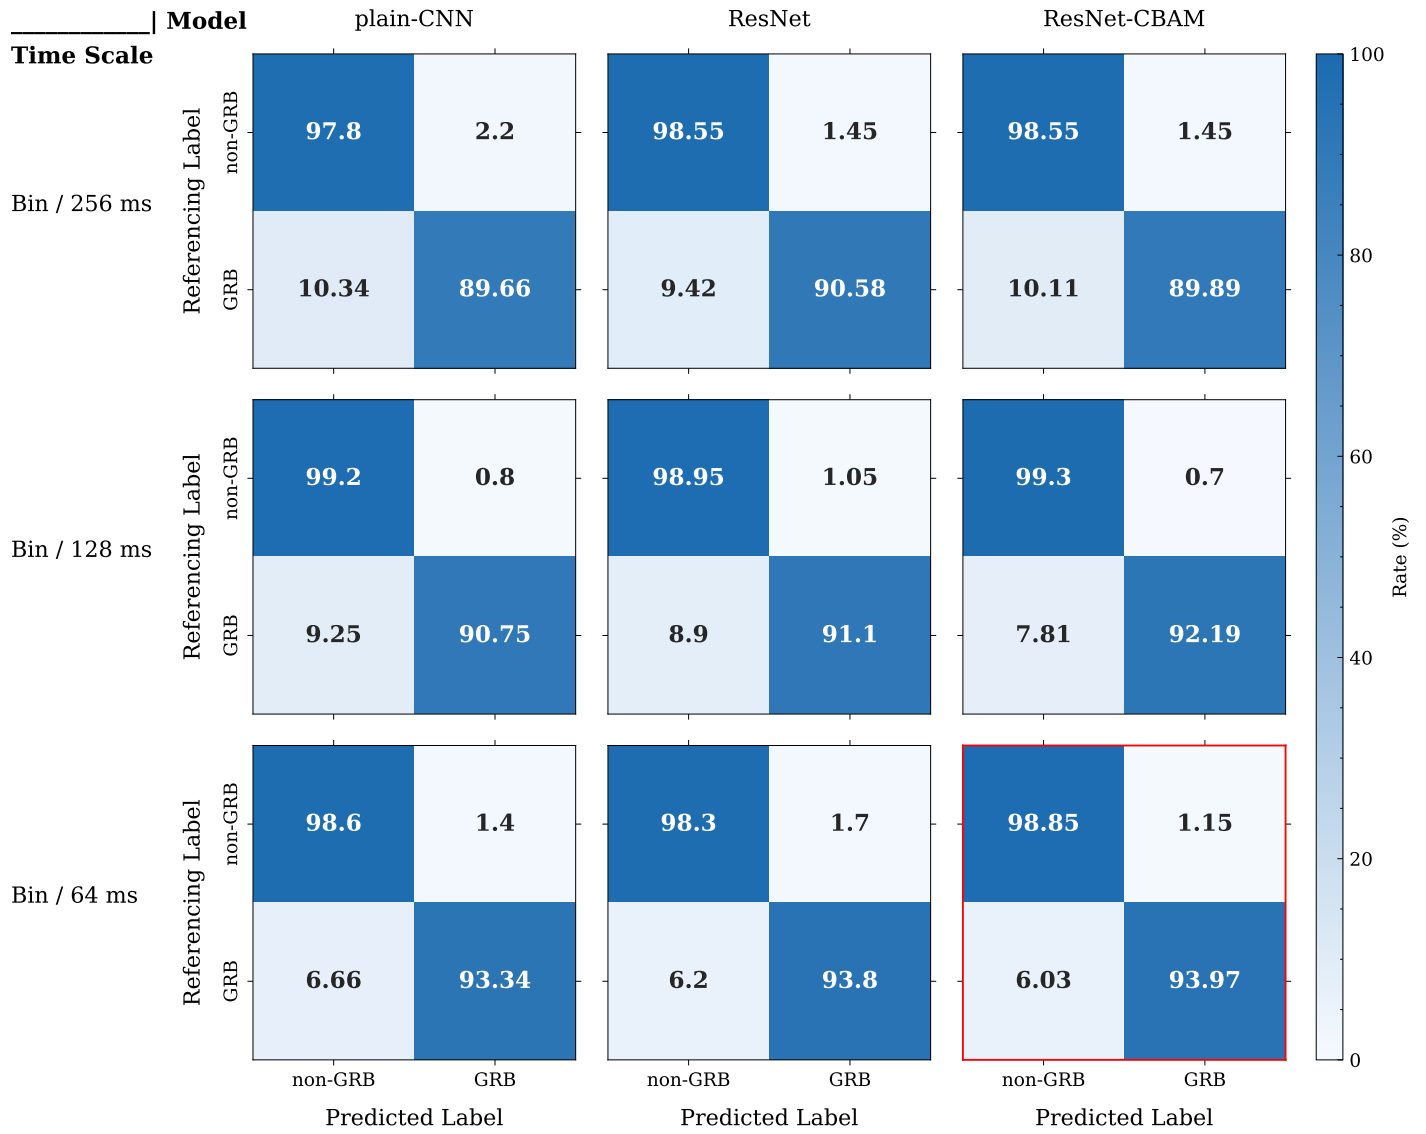 ____________| Model
plain-CNN
ResNet
ResNet-CBAM
Time Scale
Bin / 256 ms
Referencing Label
non-GRB
GRB
97.8
2.2
10.34
89.66
98.55
1.45
9.42
90.58
98.55
1.45
10.11
89.89
Bin / 128 ms
Referencing Label
non-GRB
GRB
99.2
0.8
9.25
90.75
98.95
1.05
8.9
91.1
99.3
0.7
7.81
92.19
Bin / 64 ms
Referencing Label
non-GRB
GRB
98.6
1.4
6.66
93.34
98.3
1.7
6.2
93.8
98.85
1.15
6.03
93.97
non-GRB
GRB
non-GRB
GRB
non-GRB
GRB
Predicted Label
Predicted Label
Predicted Label
100
80
60
40
20
0
Rate (%)